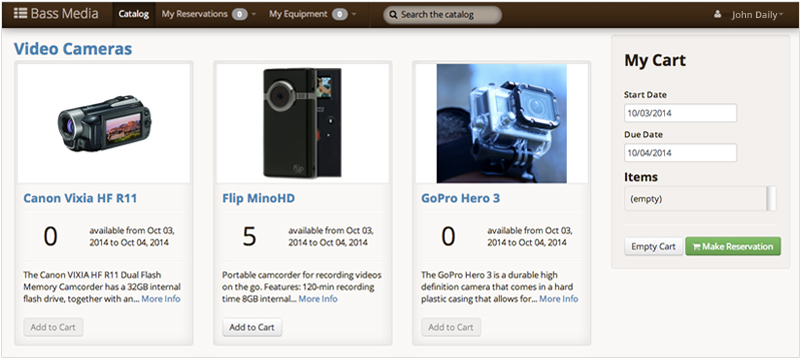 Bass Media
Catalog
My Reservations 0
My Equipment 0
Search the catalog
John Daily
Video Cameras
Canon Vixia HF R11
0
available from Oct 03,
2014 to Oct 04, 2014
The Canon VIXIA HF R11 Dual Flash
Memory Camcorder has a 32GB internal
flash drive, together with an... More Info
Add to Cart
flip
Flip MinoHD
5
available from Oct 03,
2014 to Oct 04, 2014
Portable camcorder for recording videos
on the go. Features: 120-min recording
time 8GB internal... More Info
Add to Cart
GoPro Hero 3
0
available from Oct 03,
2014 to Oct 04, 2014
The GoPro Hero 3 is a durable high
definition camera that comes in a hard
plastic casing that allows for... More Info
Add to Cart
My Cart
Start Date
10/03/2014
Due Date
10/04/2014
Items
(empty)
Empty Cart
Make Reservation